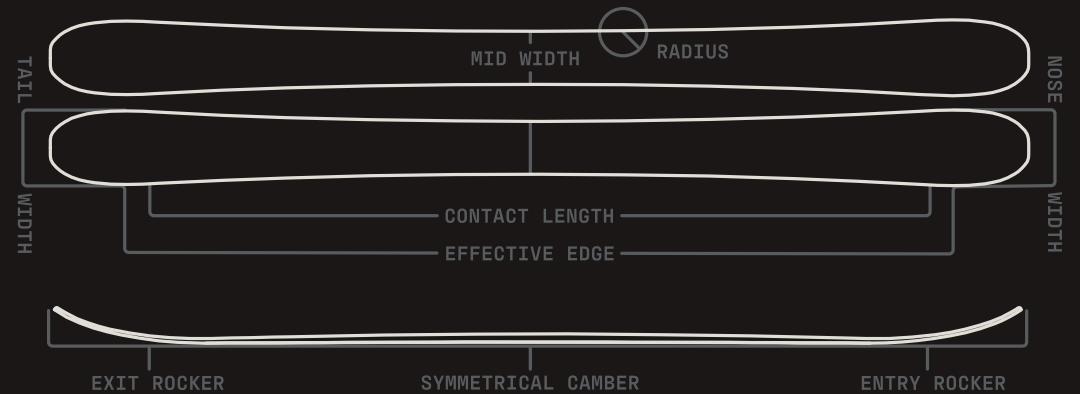 MID WIDTH
RADIUS
TAIL
WIDTH
NOSE
WIDTH
CONTACT LENGTH
EFFECTIVE EDGE
EXIT ROCKER
SYMMETRICAL CAMBER
ENTRY ROCKER